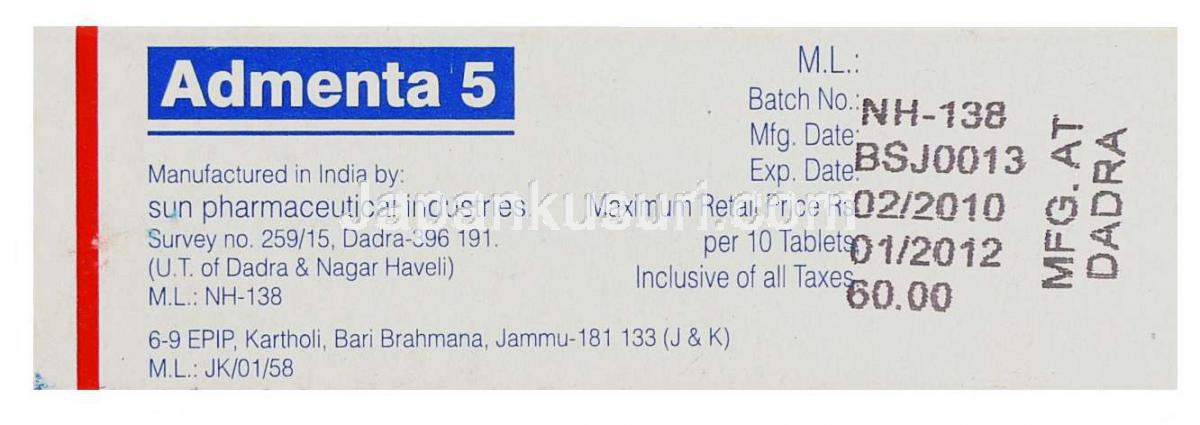 Admenta 5
Manufactured in India by:
sun pharmaceutical industries
Survey no. 259/15, Dadra-396 191.
(U.T. of Dadra & Nagar Haveli)
M.L.: NH-138
6-9 EPIP, Kartholi, Bari Brahmana, Jammu-181 133 (J & K)
M.L.: JK/01/58
M.L.:
Batch No.:
Mfg. Date:
Exp. Date:
Maximum Retail Price Rs
per 10 Tablets
Inclusive of all Taxes
NH-138
BSJ0013
02/2010
01/2012
60.00
MFG. AT
DADRA
Japankusuri.com